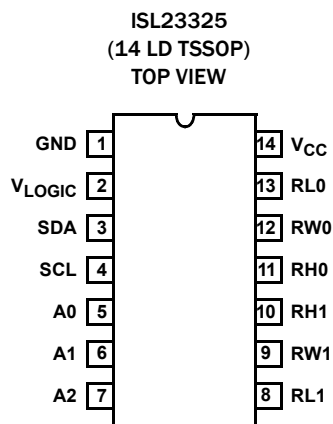 ISL23325
(14 LD TSSOP)
TOP VIEW
GND 1 14 VCC
VLOGIC 2 13 RL0
SDA 3 12 RW0
SCL 4 11 RH0
A0 5 10 RH1
A1 6 9 RW1
A2 7 8 RL1